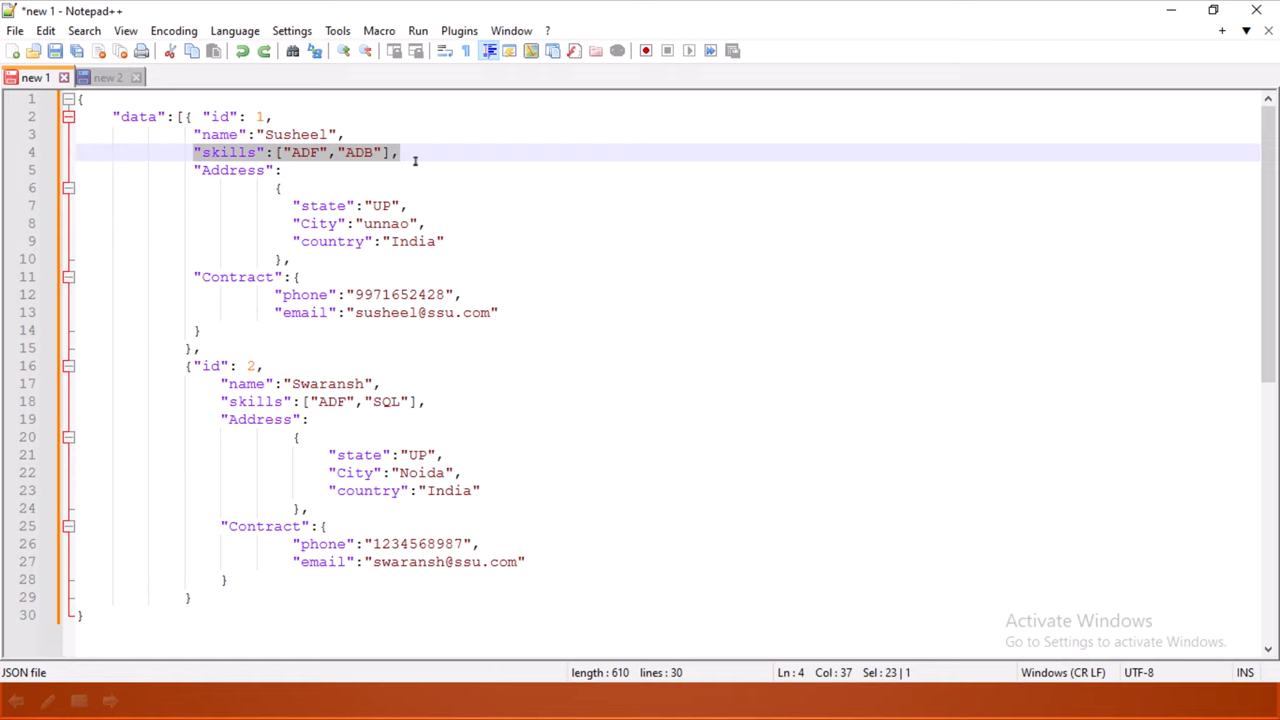 *new 1 - Notepad++
File Edit Search View Encoding Language Settings Tools Macro Run Plugins Window ?
new 1 new 2
1 {
2 "data":[{ "id": 1,
3 "name":"Susheel",
4 "skills":["ADF","ADB"],
5 "Address":
6 {
7 "state":"UP",
8 "City":"unnao",
9 "country":"India"
10 },
11 "Contract":{
12 "phone":"9971652428",
13 "email":"susheel@ssu.com"
14 }
15 },
16 {"id": 2,
17 "name":"Swaransh",
18 "skills":["ADF","SQL"],
19 "Address":
20 {
21 "state":"UP",
22 "City":"Noida",
23 "country":"India"
24 },
25 "Contract":{
26 "phone":"1234568987",
27 "email":"swaransh@ssu.com"
28 }
29 }
30 }
Activate Windows
Go to Settings to activate Windows.
JSON file length : 610 lines : 30 Ln : 4 Col : 37 Sel : 23 | 1 Windows (CR LF) UTF-8 INS